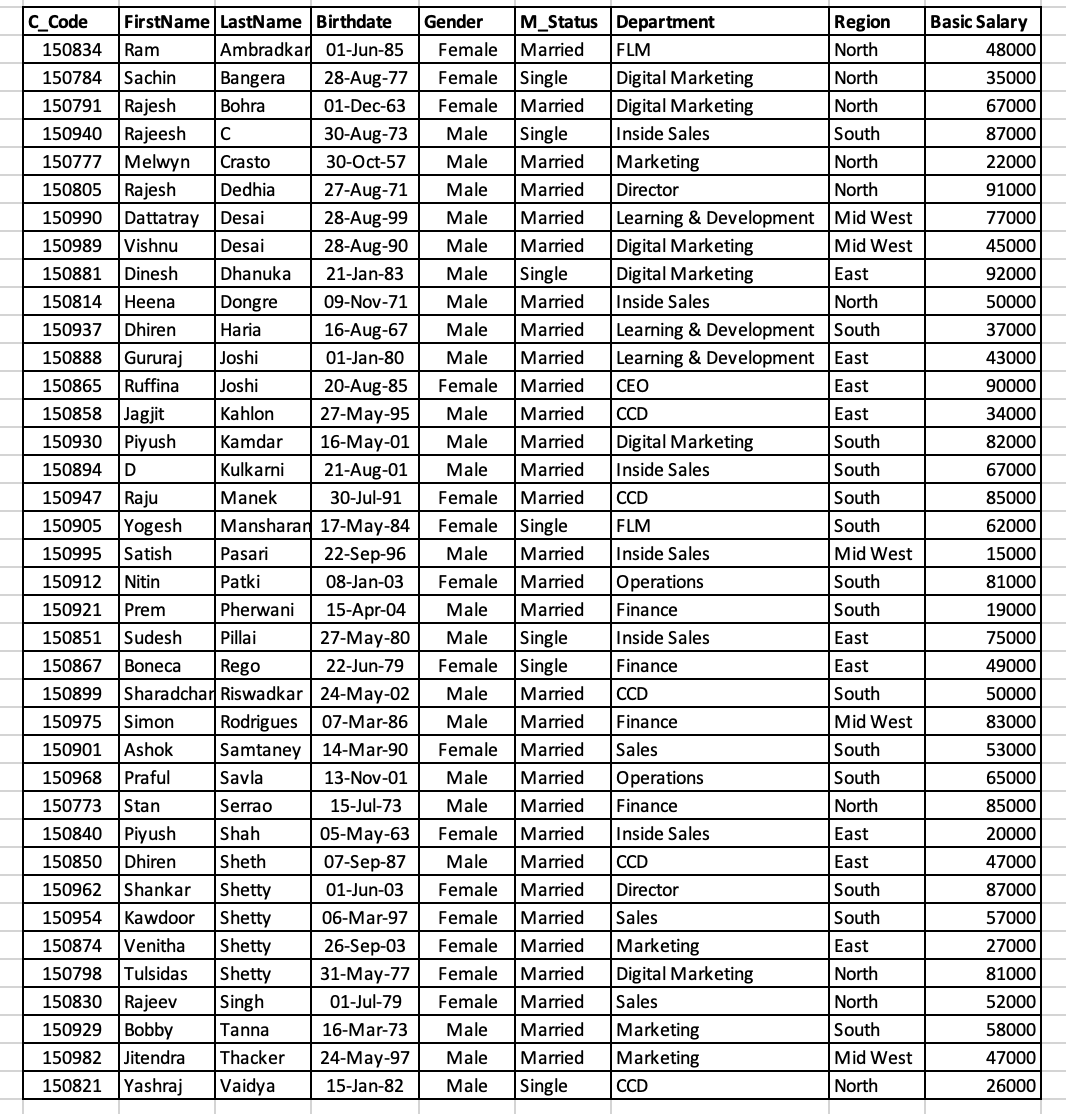 C_Code FirstName LastName Birthdate Gender M_Status Department Region Basic Salary
150834 Ram Ambradkar 01-Jun-85 Female Married FLM North 48000
150784 Sachin Bangera 28-Aug-77 Female Single Digital Marketing North 35000
150791 Rajesh Bohra 01-Dec-63 Female Married Digital Marketing North 67000
150940 Rajeesh C 30-Aug-73 Male Single Inside Sales South 87000
150777 Melwyn Crasto 30-Oct-57 Male Married Marketing North 22000
150805 Rajesh Dedhia 27-Aug-71 Male Married Director North 91000
150990 Dattatray Desai 28-Aug-99 Male Married Learning & Development Mid West 77000
150989 Vishnu Desai 28-Aug-90 Male Married Digital Marketing Mid West 45000
150881 Dinesh Dhanuka 21-Jan-83 Male Single Digital Marketing East 92000
150814 Heena Dongre 09-Nov-71 Male Married Inside Sales North 50000
150937 Dhiren Haria 16-Aug-67 Male Married Learning & Development South 37000
150888 Gururaj Joshi 01-Jan-80 Male Married Learning & Development East 43000
150865 Ruffina Joshi 20-Aug-85 Female Married CEO East 90000
150858 Jagjit Kahlon 27-May-95 Male Married CCD East 34000
150930 Piyush Kamdar 16-May-01 Male Married Digital Marketing South 82000
150894 D Kulkarni 21-Aug-01 Male Married Inside Sales South 67000
150947 Raju Manek 30-Jul-91 Female Married CCD South 85000
150905 Yogesh Mansharan 17-May-84 Female Single FLM South 62000
150995 Satish Pasari 22-Sep-96 Male Married Inside Sales Mid West 15000
150912 Nitin Patki 08-Jan-03 Female Married Operations South 81000
150921 Prem Pherwani 15-Apr-04 Male Married Finance South 19000
150851 Sudesh Pillai 27-May-80 Male Single Inside Sales East 75000
150867 Boneca Rego 22-Jun-79 Female Single Finance East 49000
150899 Sharadchar Riswadkar 24-May-02 Male Married CCD South 50000
150975 Simon Rodrigues 07-Mar-86 Male Married Finance Mid West 83000
150901 Ashok Samtaney 14-Mar-90 Female Married Sales South 53000
150968 Praful Savla 13-Nov-01 Male Married Operations South 65000
150773 Stan Serrao 15-Jul-73 Male Married Finance North 85000
150840 Piyush Shah 05-May-63 Female Married Inside Sales East 20000
150850 Dhiren Sheth 07-Sep-87 Male Married CCD East 47000
150962 Shankar Shetty 01-Jun-03 Female Married Director South 87000
150954 Kawdoor Shetty 06-Mar-97 Female Married Sales South 57000
150874 Venitha Shetty 26-Sep-03 Female Married Marketing East 27000
150798 Tulsidas Shetty 31-May-77 Female Married Digital Marketing North 81000
150830 Rajeev Singh 01-Jul-79 Female Married Sales North 52000
150929 Bobby Tanna 16-Mar-73 Male Married Marketing South 58000
150982 Jitendra Thacker 24-May-97 Male Married Marketing Mid West 47000
150821 Yashraj Vaidya 15-Jan-82 Male Single CCD North 26000